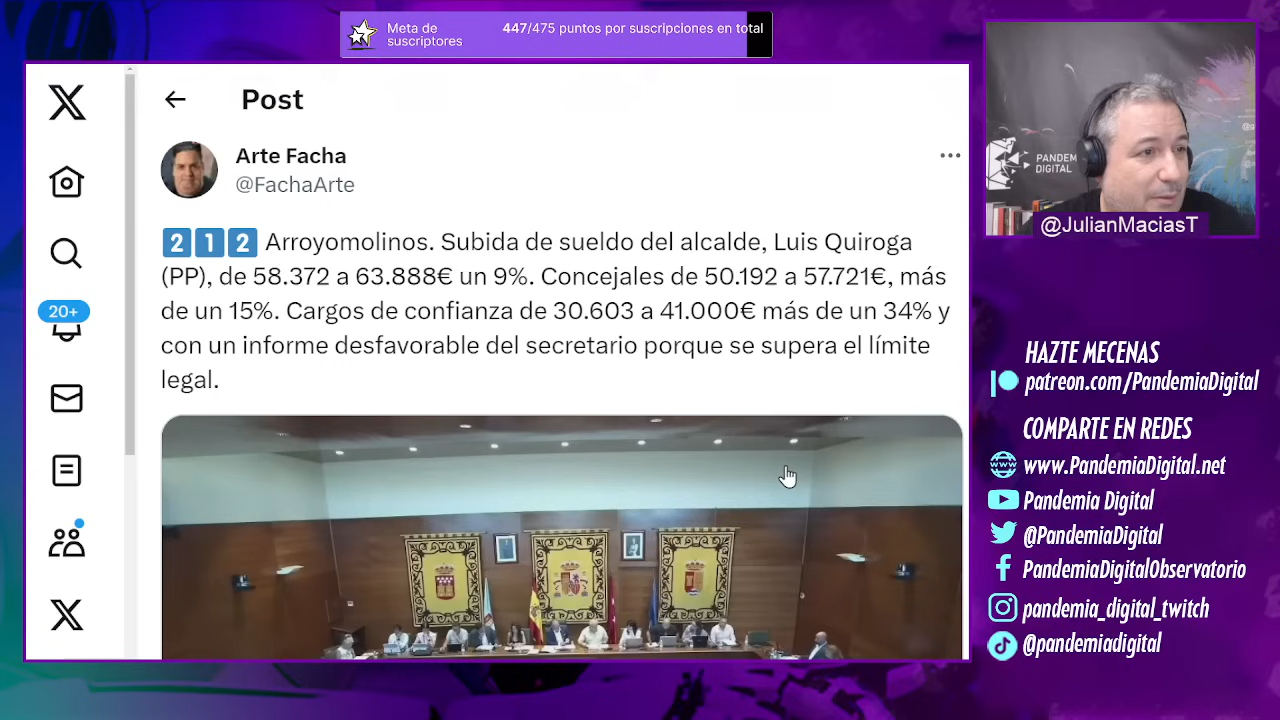 Meta de
suscriptores
447/475 puntos por suscripciones en total
Post
Arte Facha
@FachaArte
20+
2 1 2 Arroyomolinos. Subida de sueldo del alcalde, Luis Quiroga
(PP), de 58.372 a 63.888€ un 9%. Concejales de 50.192 a 57.721€, más
de un 15%. Cargos de confianza de 30.603 a 41.000€ más de un 34% y
con un informe desfavorable del secretario porque se supera el límite
legal.
PANDEM
DIGITAL
@JulianMaciasT
HAZTE MECENAS
patreon.com/PandemiaDigital
COMPARTE EN REDES
www.PandemiaDigital.net
Pandemia Digital
@PandemiaDigital
PandemiaDigitalObservatorio
pandemia_digital_twitch
@pandemiadigital